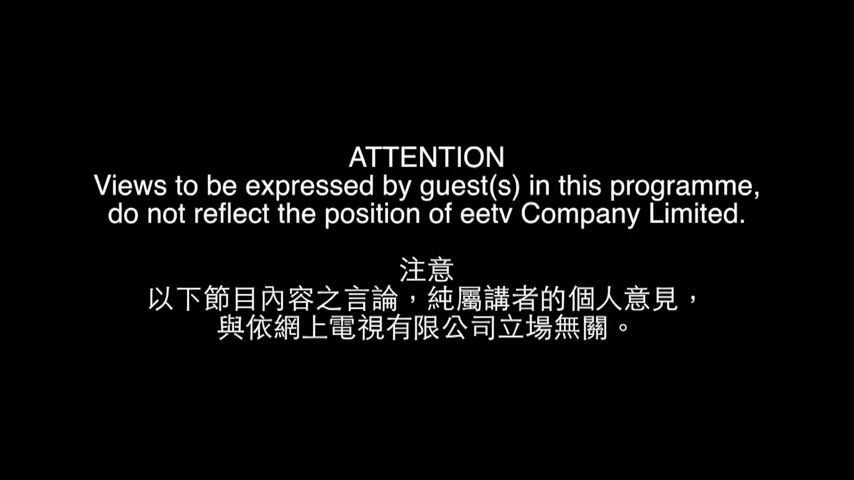 ATTENTION
Views to be expressed by guest(s) in this programme,
do not reflect the position of eetv Company Limited.
注意
以下節目內容之言論，純屬講者的個人意見，
與依網上電視有限公司立場無關。